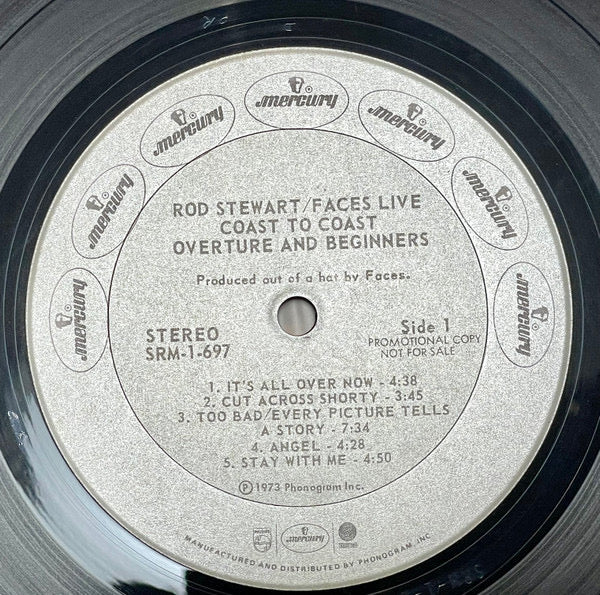 mercury
mercury
mercury
mercury
mercury
mercury
mercury
ROD STEWART/FACES LIVE
COAST TO COAST
OVERTURE AND BEGINNERS
Produced out of a hat by Faces.
STEREO
SRM-1-697
Side 1
PROMOTIONAL COPY
NOT FOR SALE
1. IT'S ALL OVER NOW - 4:38
2. CUT ACROSS SHORTY - 3:45
3. TOO BAD/EVERY PICTURE TELLS
A STORY - 7:34
4. ANGEL - 4:28
5. STAY WITH ME - 4:50
Ⓟ 1973 Phonogram Inc.
mercury
MANUFACTURED AND DISTRIBUTED BY PHONOGRAM, INC